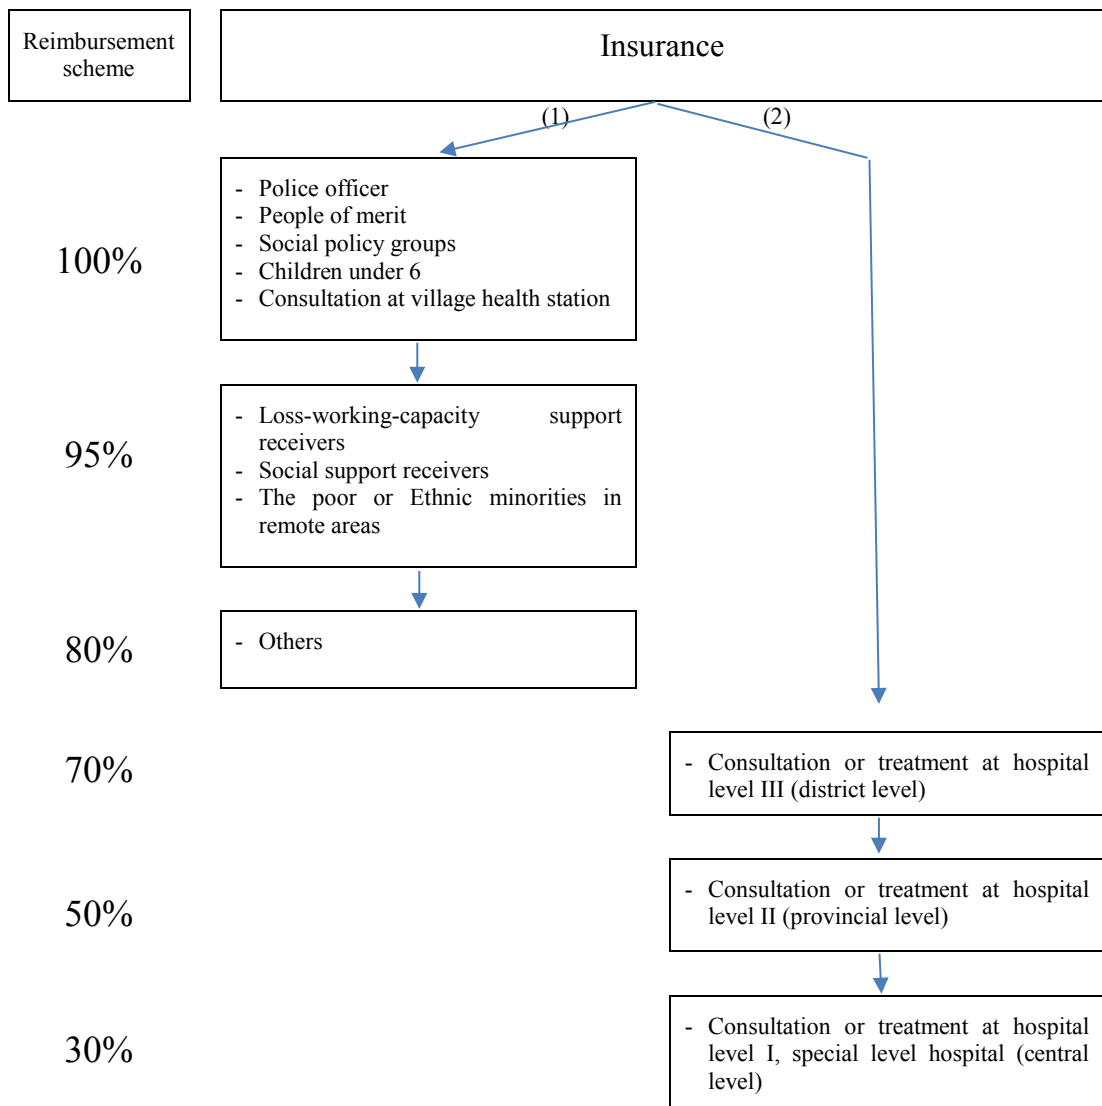 Reimbursement
scheme
Insurance
(1)
(2)
100%
- Police officer
- People of merit
- Social policy groups
- Children under 6
- Consultation at village health station
95%
- Loss-working-capacity support
receivers
- Social support receivers
- The poor or Ethnic minorities in
remote areas
80%
- Others
70%
- Consultation or treatment at hospital
level III (district level)
50%
- Consultation or treatment at hospital
level II (provincial level)
30%
- Consultation or treatment at hospital
level I, special level hospital (central
level)